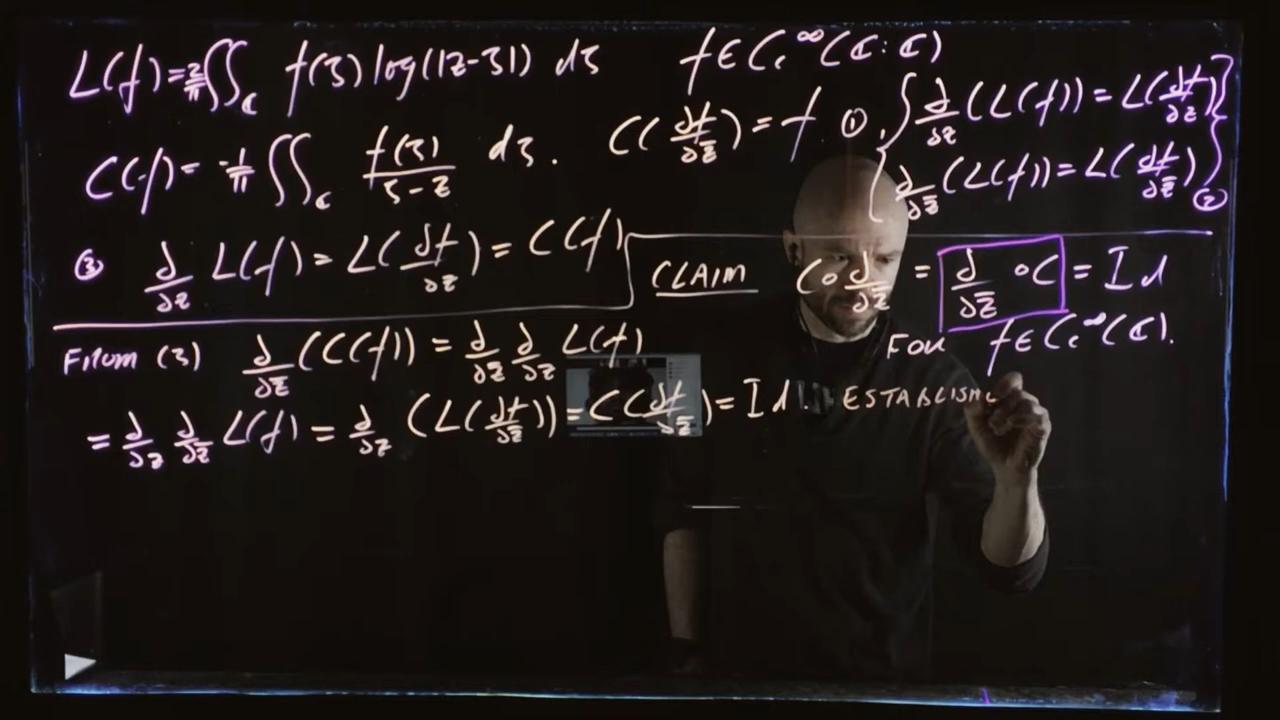 L(f) = 2/π ∬_ℂ f(ζ) log(|z-ζ|) dζ f ∈ C_c^∞(ℂ:ℂ)
C(f) = -1/π ∬_ℂ f(ζ)/(ζ-z) dζ. C(∂f/∂z̄) = f ①
{ ∂/∂z (L(f)) = L(∂f/∂z)
∂/∂z̄ (L(f)) = L(∂f/∂z̄) } ②
③ ∂/∂z L(f) = L(∂f/∂z) = C(f)
CLAIM C∘∂/∂z̄ = ∂/∂z̄ ∘C = Id
FOR f ∈ C_c^∞(ℂ).
FROM (3) ∂/∂z̄ (C(f)) = ∂/∂z̄ ∂/∂z L(f)
= ∂/∂z ∂/∂z̄ L(f) = ∂/∂z (L(∂f/∂z̄)) = C(∂f/∂z̄) = Id. ESTABLISH